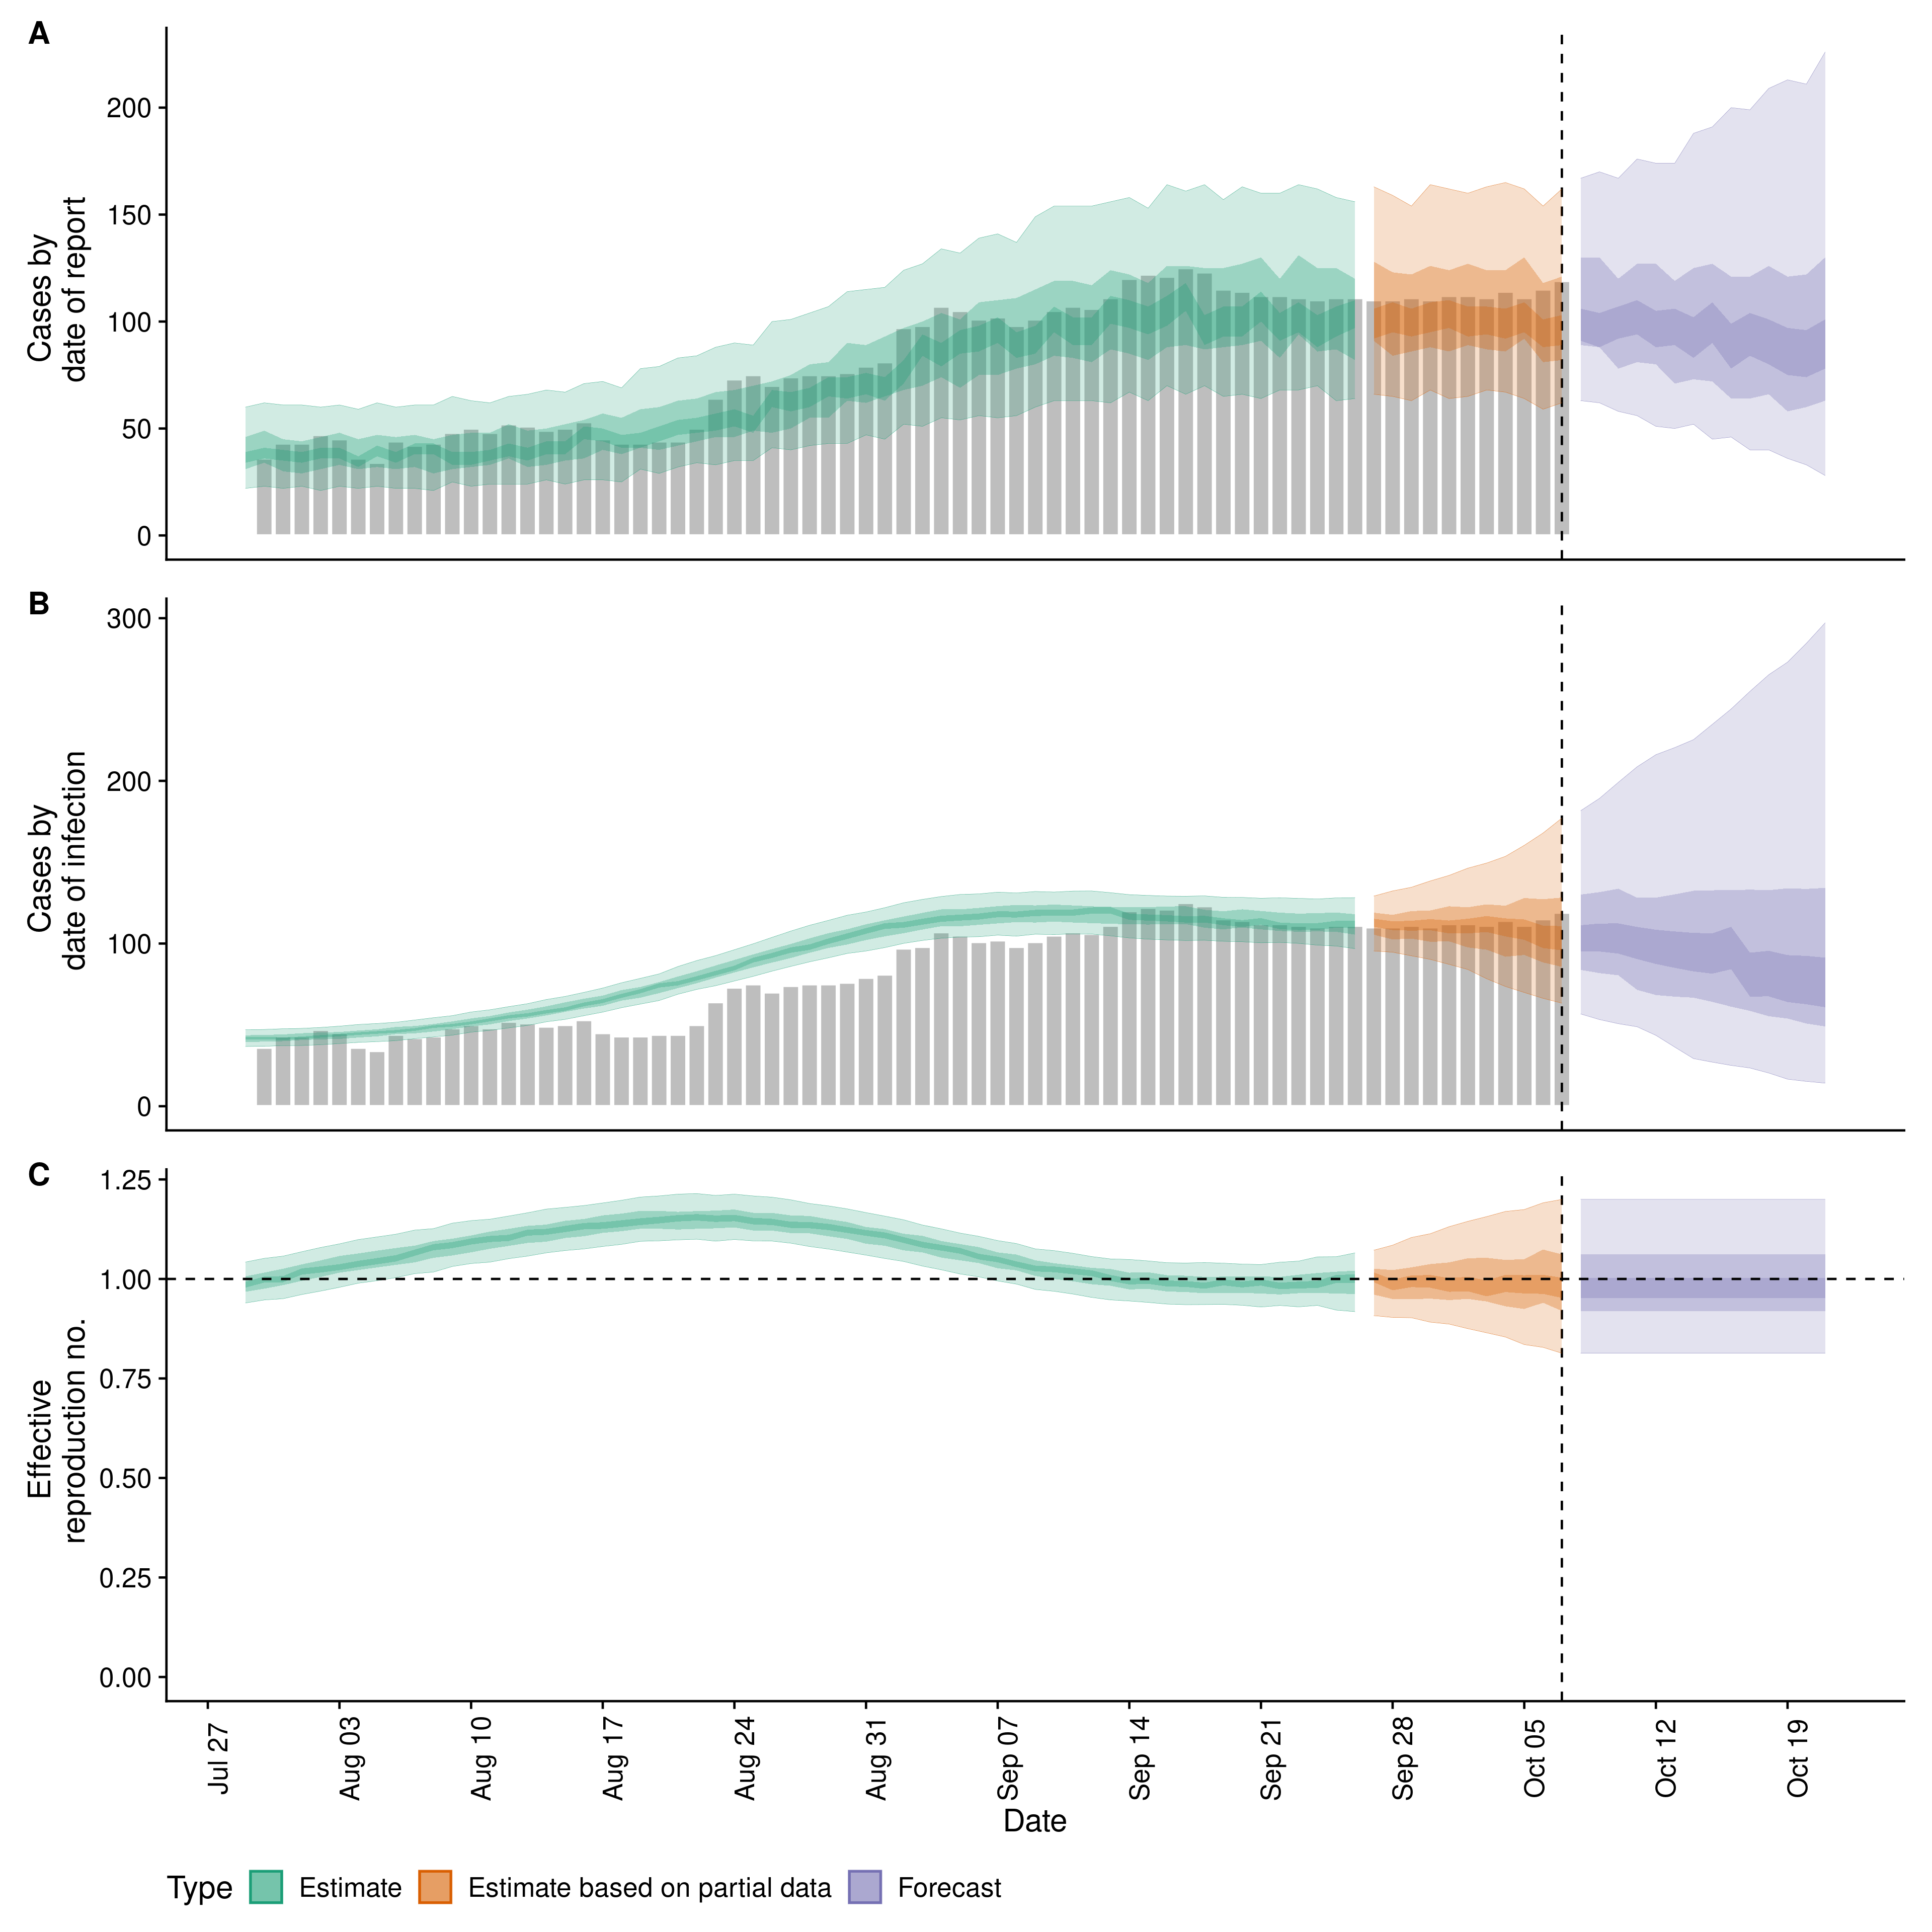 A
Cases by
date of report
200
150
100
50
0
B
Cases by
date of infection
300
200
100
0
C
Effective
reproduction no.
1.25
1.00
0.75
0.50
0.25
0.00
Jul 27
Aug 03
Aug 10
Aug 17
Aug 24
Aug 31
Sep 07
Sep 14
Sep 21
Sep 28
Oct 05
Oct 12
Oct 19
Date
Type Estimate Estimate based on partial data Forecast